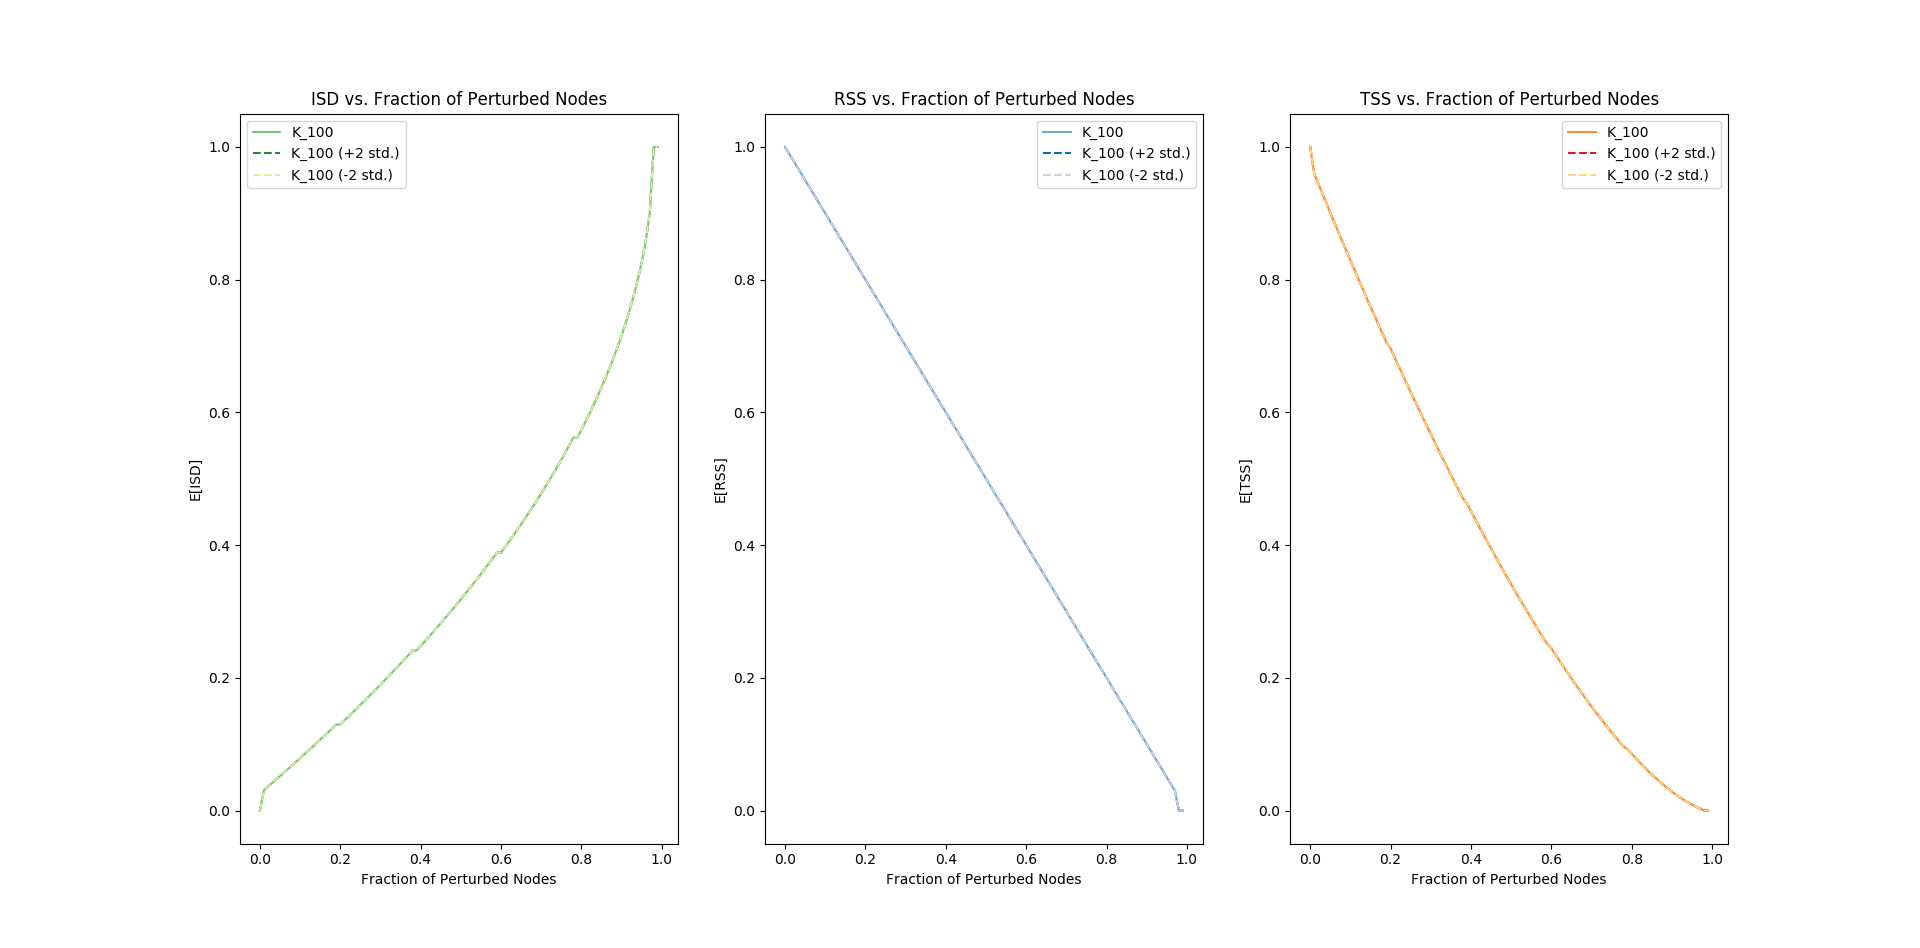 ISD vs. Fraction of Perturbed Nodes
K_100
K_100 (+2 std.)
K_100 (-2 std.)
1.0
0.8
0.6
0.4
0.2
0.0
E[ISD]
0.0 0.2 0.4 0.6 0.8 1.0
Fraction of Perturbed Nodes
RSS vs. Fraction of Perturbed Nodes
K_100
K_100 (+2 std.)
K_100 (-2 std.)
1.0
0.8
0.6
0.4
0.2
0.0
E[RSS]
0.0 0.2 0.4 0.6 0.8 1.0
Fraction of Perturbed Nodes
TSS vs. Fraction of Perturbed Nodes
K_100
K_100 (+2 std.)
K_100 (-2 std.)
1.0
0.8
0.6
0.4
0.2
0.0
E[TSS]
0.0 0.2 0.4 0.6 0.8 1.0
Fraction of Perturbed Nodes